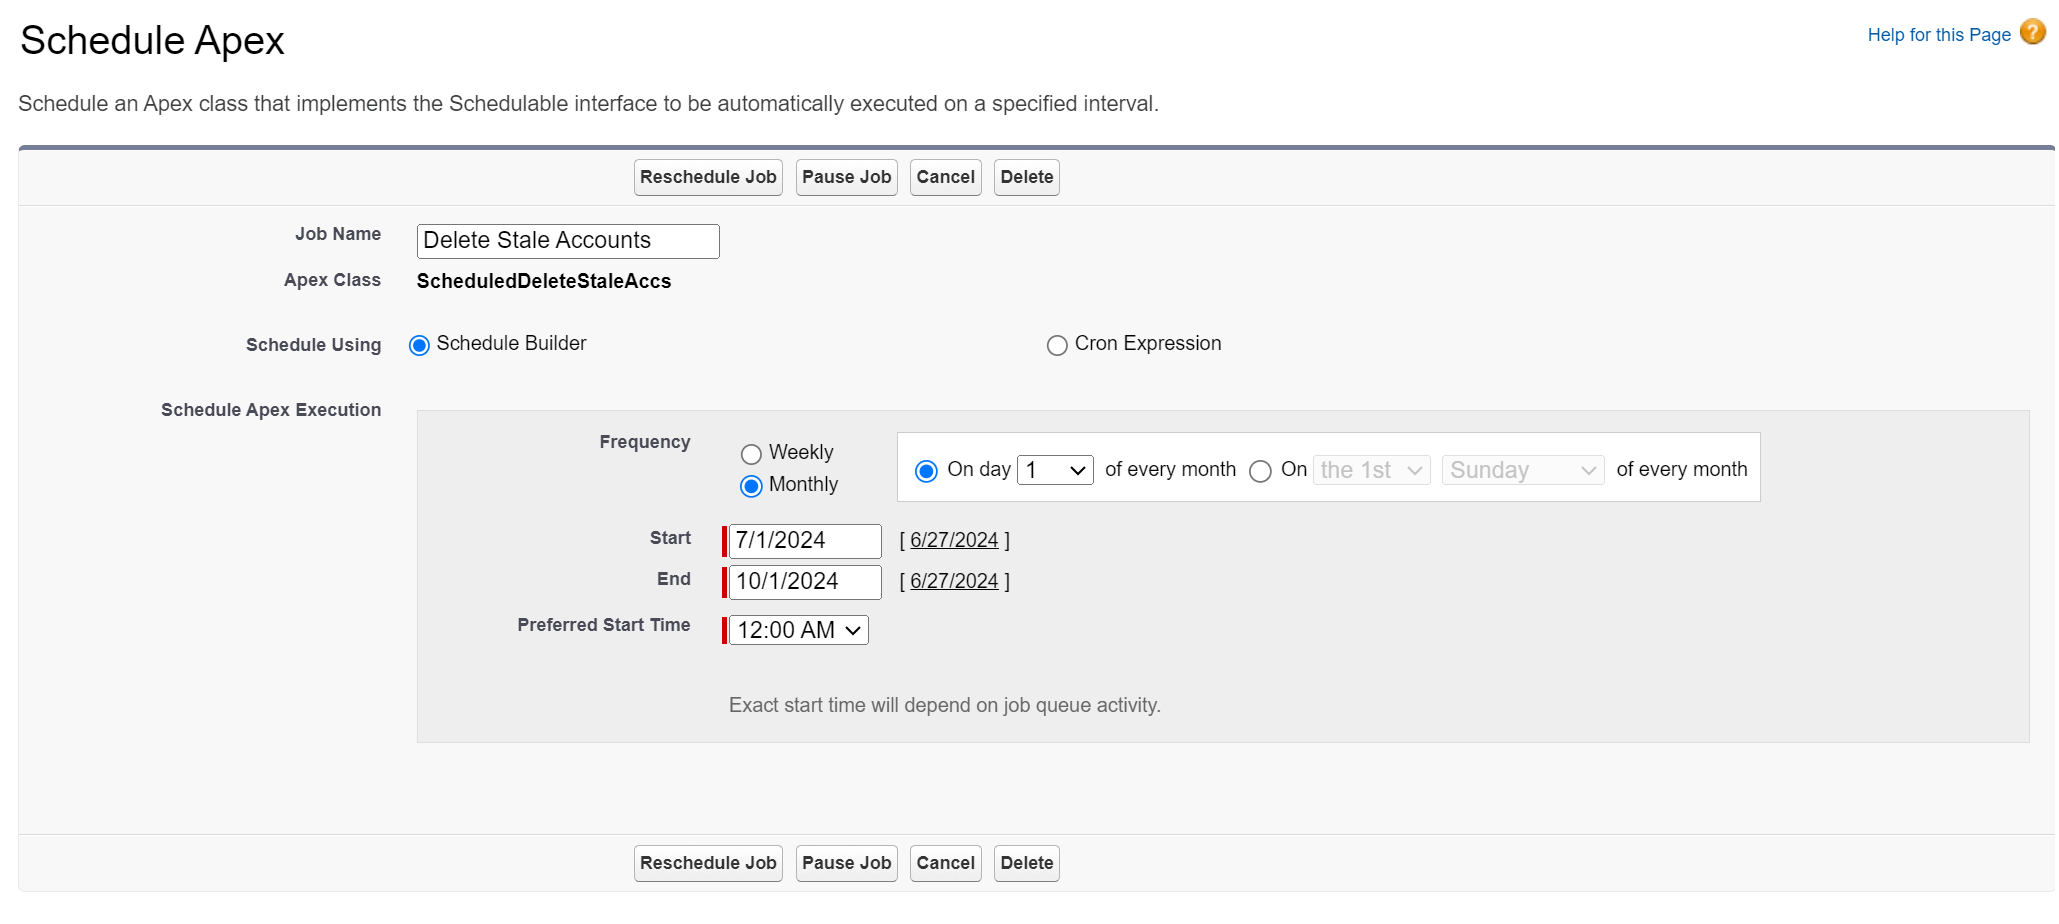 Schedule Apex
Help for this Page ?
Schedule an Apex class that implements the Schedulable interface to be automatically executed on a specified interval.
Reschedule Job Pause Job Cancel Delete
Job Name Delete Stale Accounts
Apex Class ScheduledDeleteStaleAccs
Schedule Using Schedule Builder Cron Expression
Schedule Apex Execution
Frequency Weekly
Monthly
On day 1 of every month On the 1st Sunday of every month
Start 7/1/2024 [ 6/27/2024 ]
End 10/1/2024 [ 6/27/2024 ]
Preferred Start Time 12:00 AM
Exact start time will depend on job queue activity.
Reschedule Job Pause Job Cancel Delete